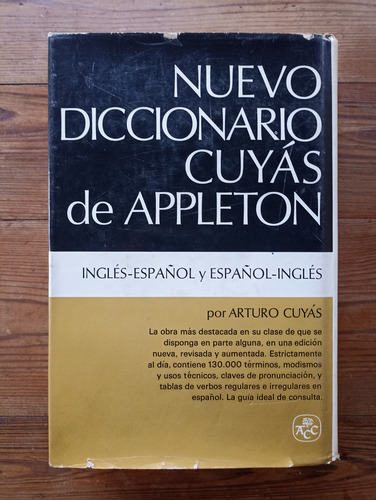 NUEVO
DICCIONARIO
CUYÁS
de APPLETON
INGLÉS-ESPAÑOL y ESPAÑOL-INGLÉS
por ARTURO CUYÁS
La obra más destacada en su clase de que se
disponga en parte alguna, en una edición
nueva, revisada y aumentada. Estrictamente
al día, contiene 130.000 términos, modismos
y usos técnicos, claves de pronunciación, y
tablas de verbos regulares e irregulares en
español. La guía ideal de consulta.
ACC